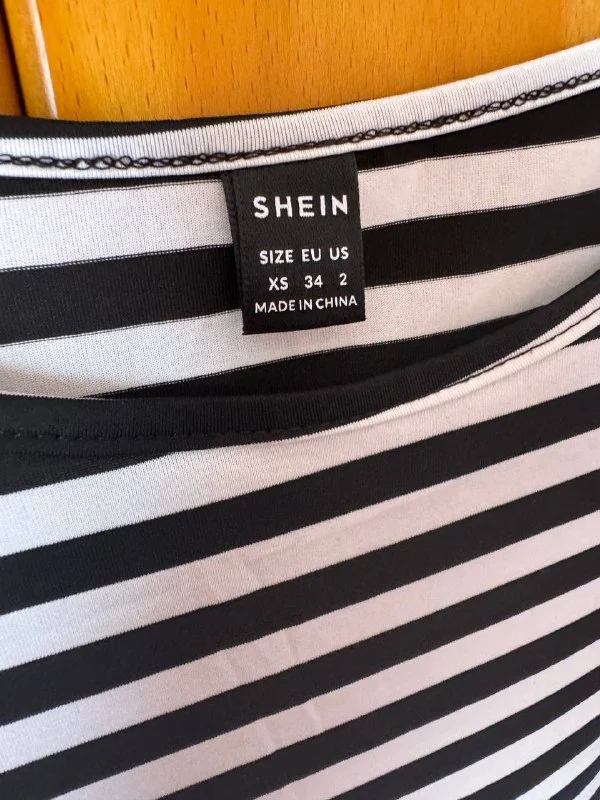 SHEIN
SIZE EU US
XS 34 2
MADE IN CHINA